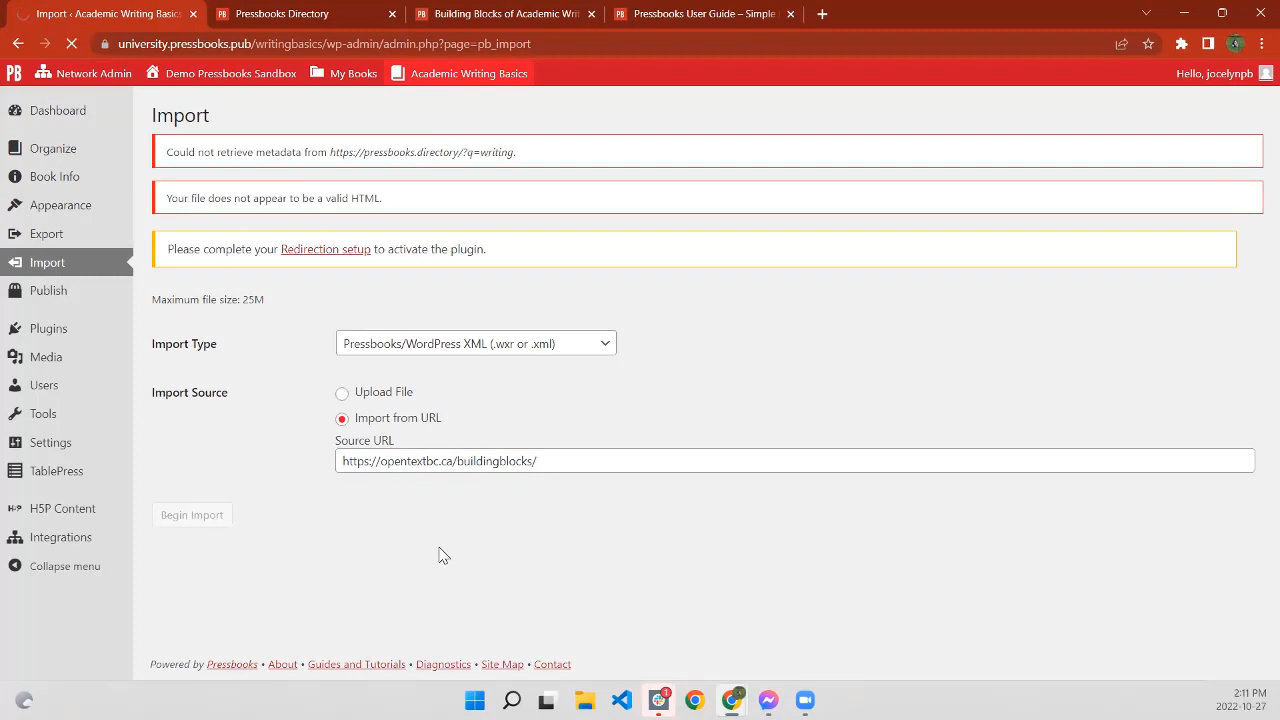 Import ‹ Academic Writing Basics
Pressbooks Directory
Building Blocks of Academic Writ
Pressbooks User Guide – Simple
university.pressbooks.pub/writingbasics/wp-admin/admin.php?page=pb_import
PB Network Admin Demo Pressbooks Sandbox My Books Academic Writing Basics Hello, jocelynpb
Dashboard
Organize
Book Info
Appearance
Export
Import
Publish
Plugins
Media
Users
Tools
Settings
TablePress
H5P Content
Integrations
Collapse menu
Import
Could not retrieve metadata from https://pressbooks.directory/?q=writing.
Your file does not appear to be a valid HTML.
Please complete your Redirection setup to activate the plugin.
Maximum file size: 25M
Import Type Pressbooks/WordPress XML (.wxr or .xml)
Import Source Upload File
Import from URL
Source URL
https://opentextbc.ca/buildingblocks/
Begin Import
Powered by Pressbooks • About • Guides and Tutorials • Diagnostics • Site Map • Contact
2:11 PM
2022-10-27